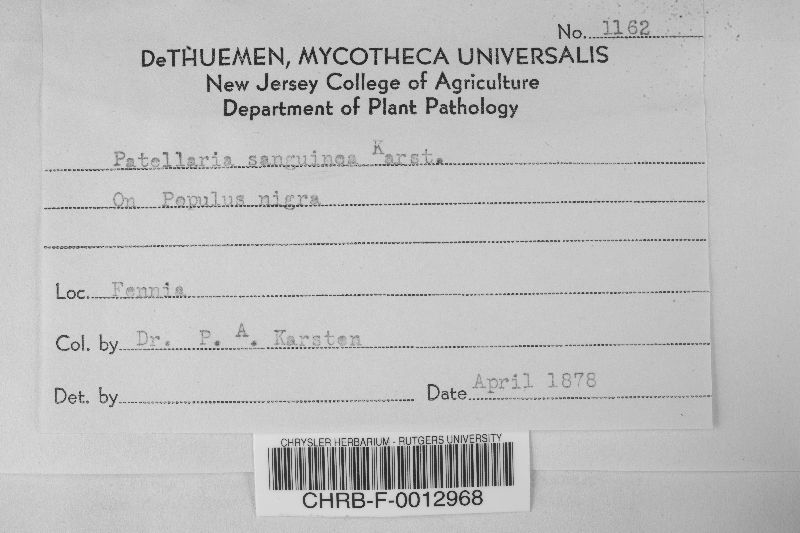 No. 1162
DeTHUEMEN, MYCOTHECA UNIVERSALIS
New Jersey College of Agriculture
Department of Plant Pathology
Patellaria sanguinea Karst.
On Populus nigra
Loc. Fennia
Col. by Dr. P. A. Karsten
Det. by
Date April 1878
CHRYSLER HERBARIUM - RUTGERS UNIVERSITY
CHRB-F-0012968